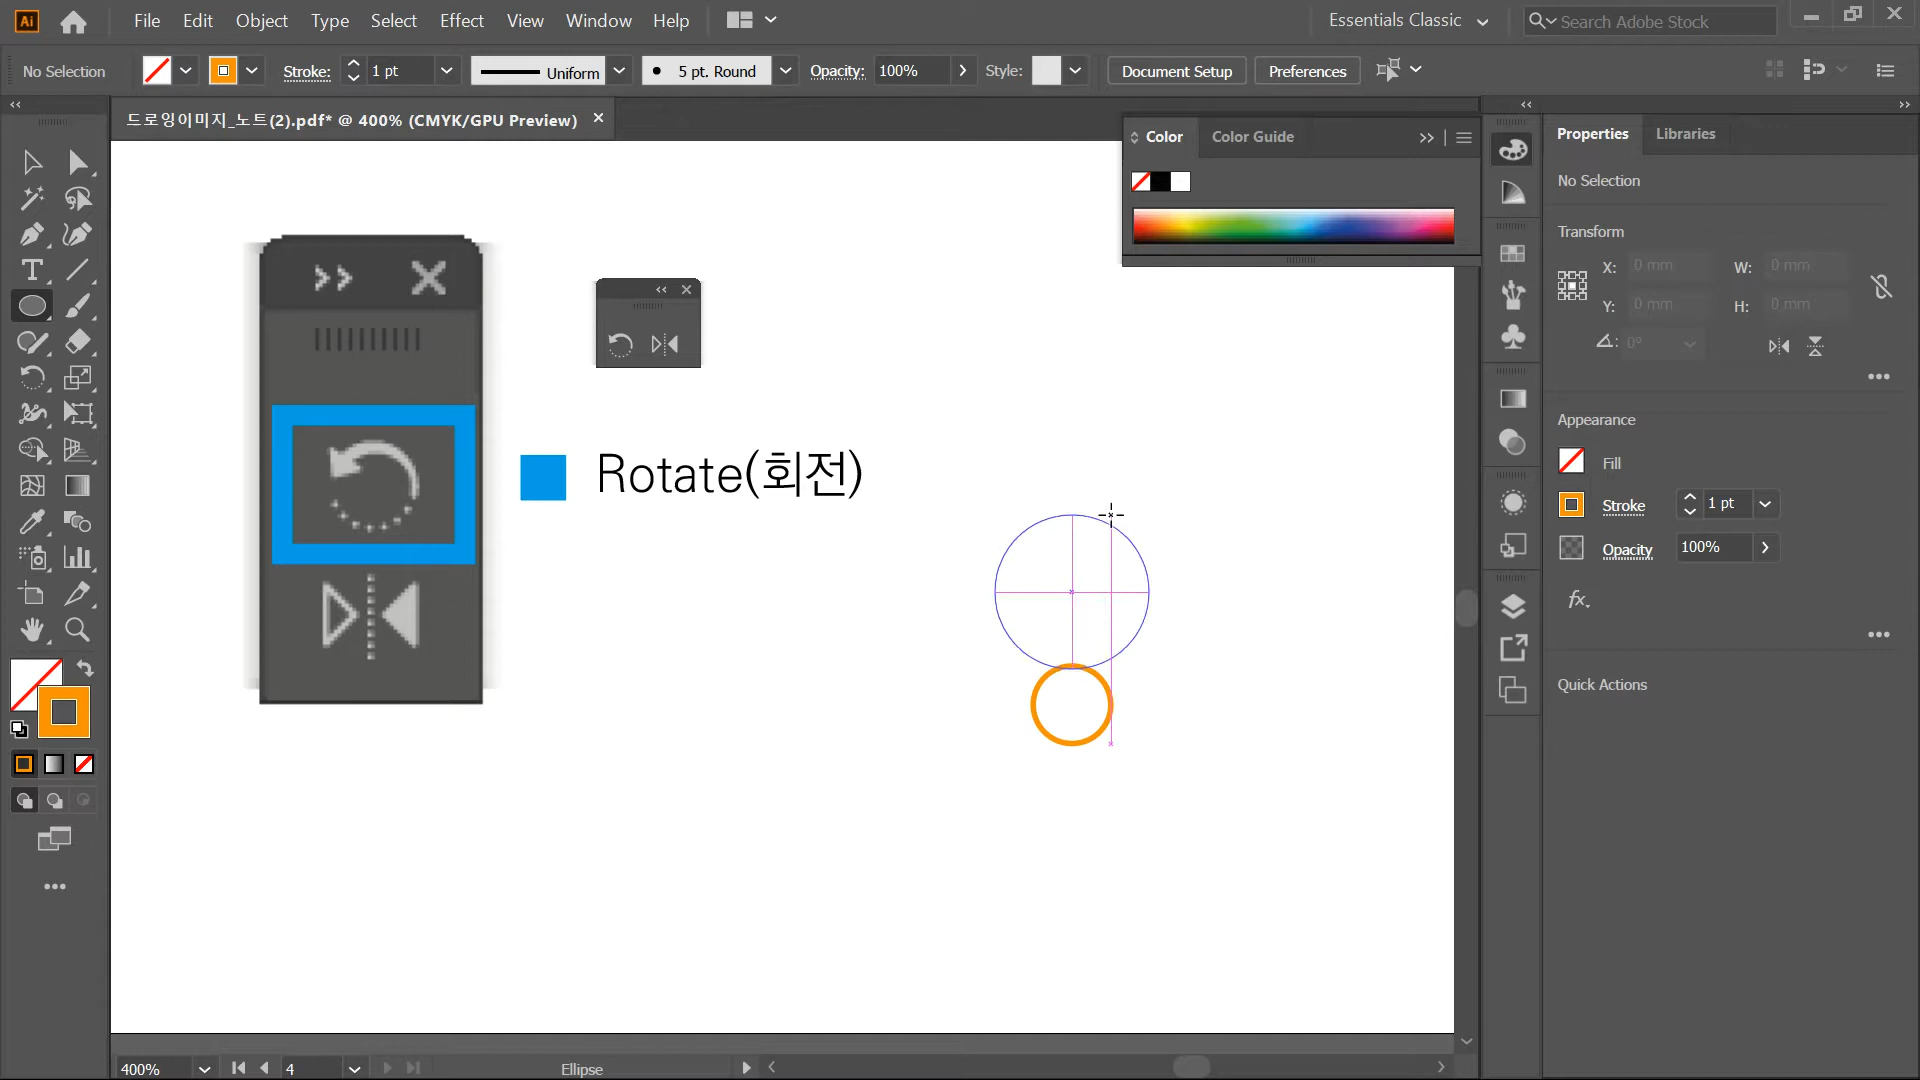 Ai File Edit Object Type Select Effect View Window Help Essentials Classic Search Adobe Stock
No Selection Stroke: 1 pt Uniform 5 pt. Round Opacity: 100% Style: Document Setup Preferences
드로잉이미지_노트(2).pdf* @ 400% (CMYK/GPU Preview)
Color Color Guide
Properties Libraries
No Selection
Transform
X: 0 mm W: 0 mm
Y: 0 mm H: 0 mm
0°
Appearance
Fill
Stroke 1 pt
Opacity 100%
fx
Quick Actions
Rotate(회전)
400% 4 Ellipse